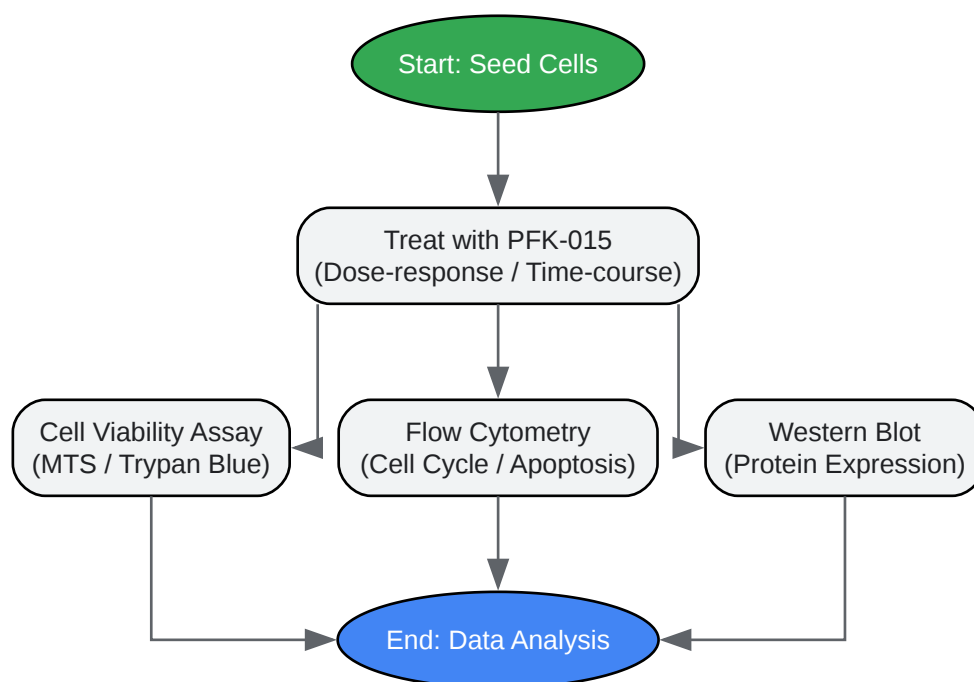 Start: Seed Cells
Treat with PFK-015
(Dose-response / Time-course)
Cell Viability Assay
(MTS / Trypan Blue)
Flow Cytometry
(Cell Cycle / Apoptosis)
Western Blot
(Protein Expression)
End: Data Analysis